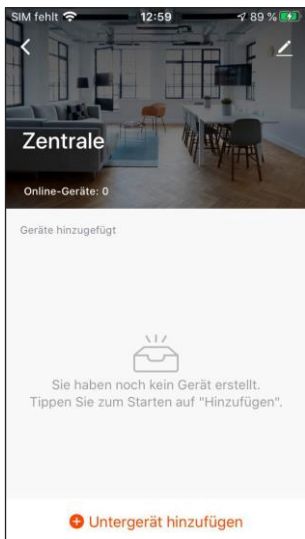 SIM fehlt 12:59 89 %
Zentrale
Online-Geräte: 0
Geräte hinzugefügt
Sie haben noch kein Gerät erstellt.
Tippen Sie zum Starten auf "Hinzufügen".
Untergerät hinzufügen